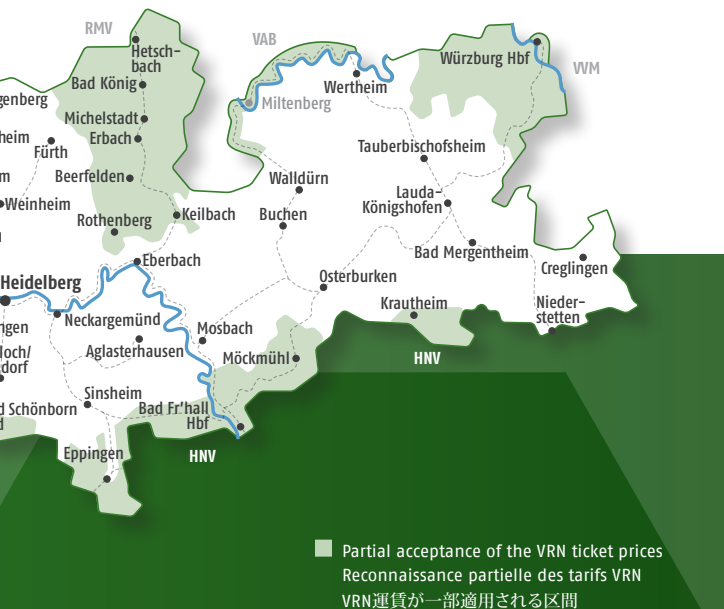 RMV
Hetsch-
bach
VAB
Würzburg Hbf
VVM
Bad König
Wertheim
genberg
Miltenberg
Michelstadt
heim
Erbach
Fürth
Tauberbischofsheim
m
Beerfelden
Walldürn
Weinheim
Lauda-
Königshofen
Rothenberg
Keilbach
Buchen
Bad Mergentheim
Eberbach
Creglingen
Heidelberg
Osterburken
Krautheim
Nieder-
stetten
Neckargemünd
ngen
Mosbach
loch/
dorf
Aglasterhausen
Möckmühl
HNV
Sinsheim
d Schönborn
d
Bad Fr'hall
Hbf
Eppingen
HNV
Partial acceptance of the VRN ticket prices
Reconnaissance partielle des tarifs VRN
VRN運賃が一部適用される区間